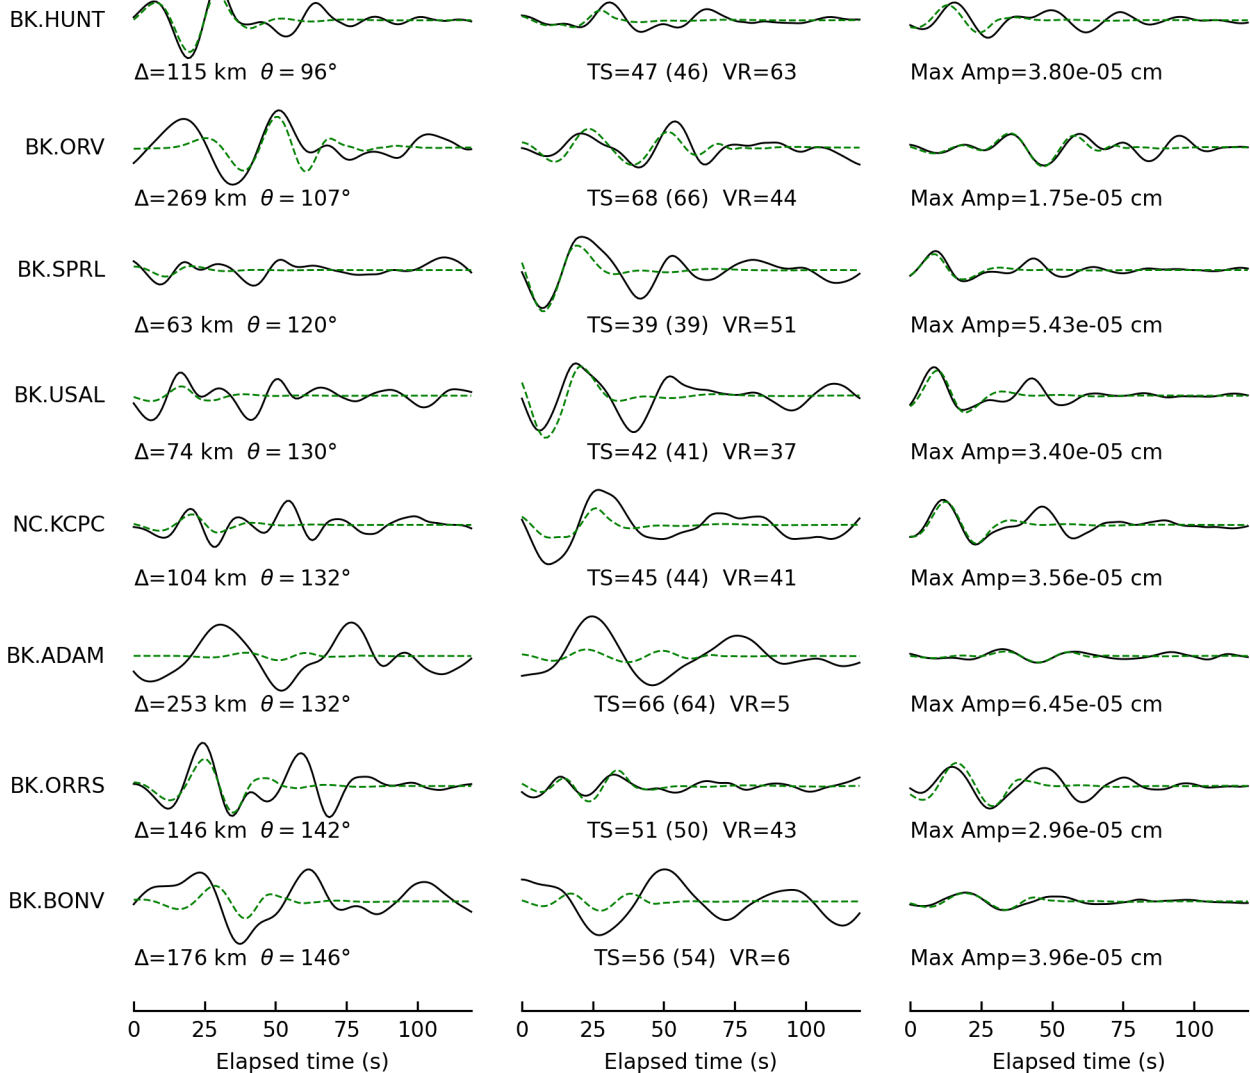 BK.HUNT
Δ=115 km θ = 96° TS=47 (46) VR=63 Max Amp=3.80e-05 cm
BK.ORV
Δ=269 km θ = 107° TS=68 (66) VR=44 Max Amp=1.75e-05 cm
BK.SPRL
Δ=63 km θ = 120° TS=39 (39) VR=51 Max Amp=5.43e-05 cm
BK.USAL
Δ=74 km θ = 130° TS=42 (41) VR=37 Max Amp=3.40e-05 cm
NC.KCPC
Δ=104 km θ = 132° TS=45 (44) VR=41 Max Amp=3.56e-05 cm
BK.ADAM
Δ=253 km θ = 132° TS=66 (64) VR=5 Max Amp=6.45e-05 cm
BK.ORRS
Δ=146 km θ = 142° TS=51 (50) VR=43 Max Amp=2.96e-05 cm
BK.BONV
Δ=176 km θ = 146° TS=56 (54) VR=6 Max Amp=3.96e-05 cm
0 25 50 75 100 0 25 50 75 100 0 25 50 75 100
Elapsed time (s) Elapsed time (s) Elapsed time (s)